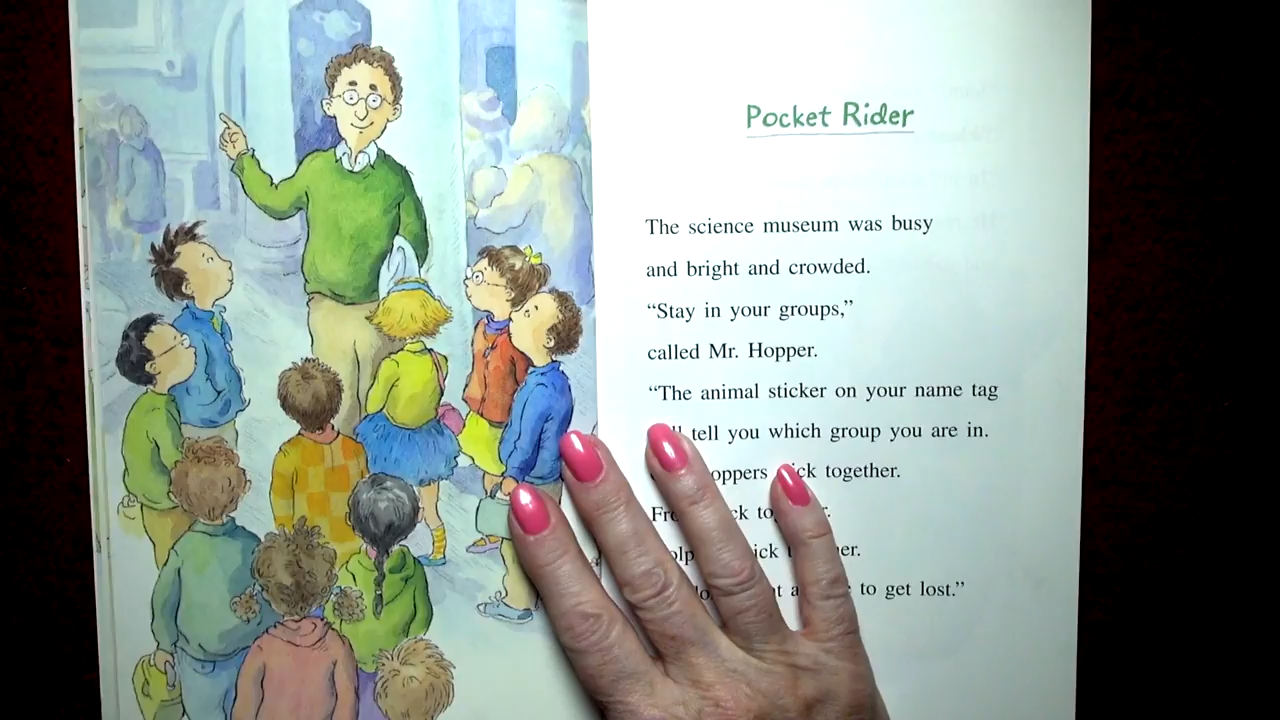 Pocket Rider
The science museum was busy
and bright and crowded.
“Stay in your groups,”
called Mr. Hopper.
“The animal sticker on your name tag
tell you which group you are in.
together.
to get lost.”